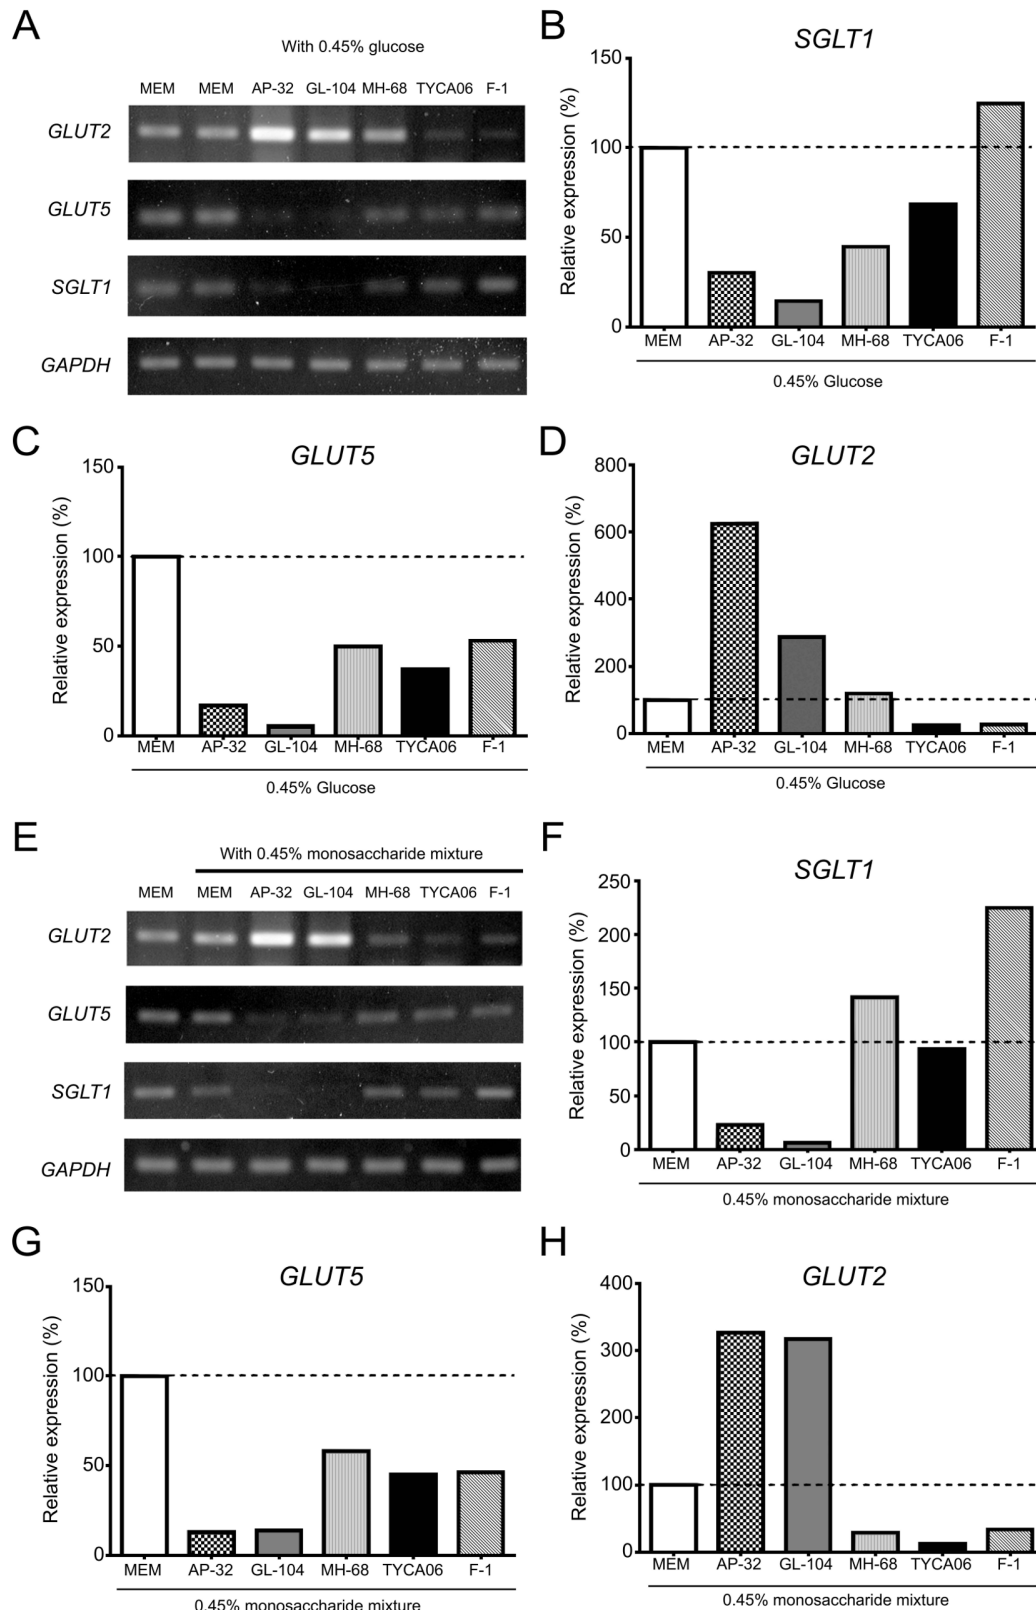 A
With 0.45% glucose
MEM MEM AP-32 GL-104 MH-68 TYCA06 F-1
GLUT2
GLUT5
SGLT1
GAPDH
B
SGLT1
Relative expression (%)
150
100
50
0
MEM AP-32 GL-104 MH-68 TYCA06 F-1
0.45% Glucose
C
GLUT5
Relative expression (%)
150
100
50
0
MEM AP-32 GL-104 MH-68 TYCA06 F-1
0.45% Glucose
D
GLUT2
Relative expression (%)
800
600
400
200
0
MEM AP-32 GL-104 MH-68 TYCA06 F-1
0.45% Glucose
E
With 0.45% monosaccharide mixture
MEM MEM AP-32 GL-104 MH-68 TYCA06 F-1
GLUT2
GLUT5
SGLT1
GAPDH
F
SGLT1
Relative expression (%)
250
200
150
100
50
0
MEM AP-32 GL-104 MH-68 TYCA06 F-1
0.45% monosaccharide mixture
G
GLUT5
Relative expression (%)
150
100
50
0
MEM AP-32 GL-104 MH-68 TYCA06 F-1
0.45% monosaccharide mixture
H
GLUT2
Relative expression (%)
400
300
200
100
0
MEM AP-32 GL-104 MH-68 TYCA06 F-1
0.45% monosaccharide mixture